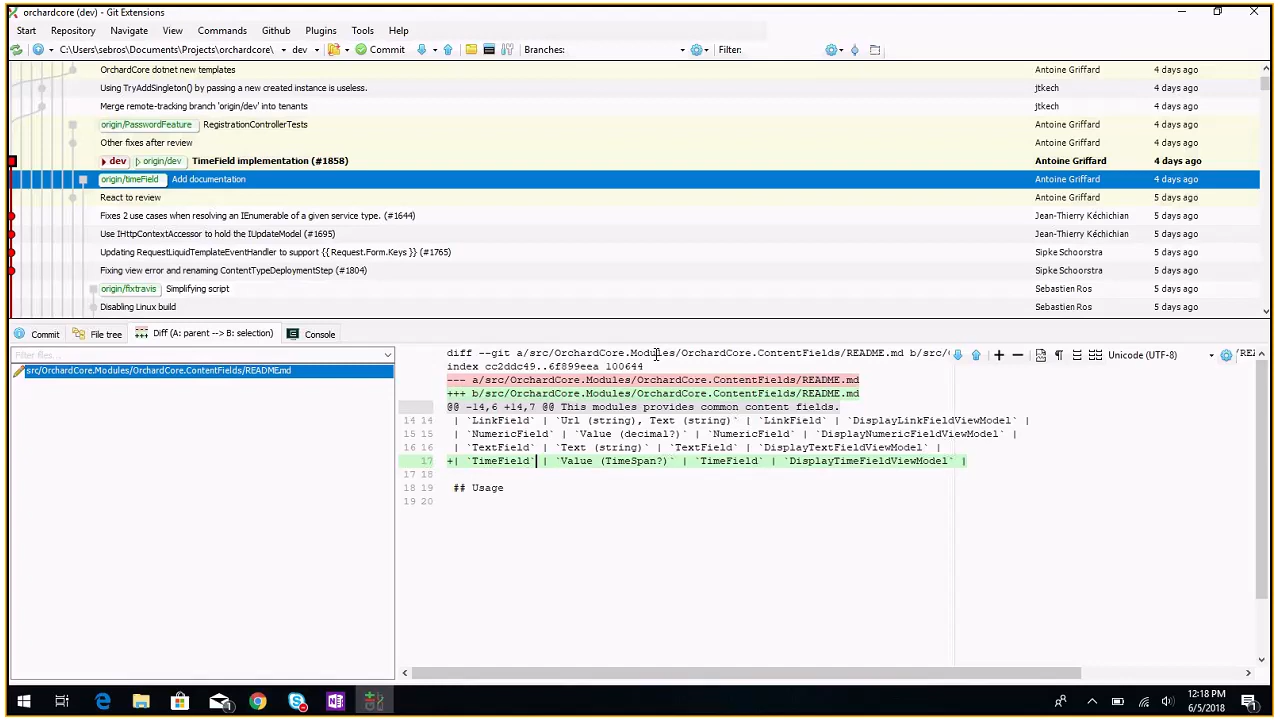 orchardcore (dev) - Git Extensions
Start Repository Navigate View Commands Github Plugins Tools Help
C:\Users\sebros\Documents\Projects\orchardcore\ dev Commit Branches: Filter:
OrchardCore dotnet new templates Antoine Griffard 4 days ago
Using TryAddSingleton() by passing a new created instance is useless. jtkech 4 days ago
Merge remote-tracking branch 'origin/dev' into tenants jtkech 4 days ago
origin/PasswordFeature RegistrationControllerTests Antoine Griffard 4 days ago
Other fixes after review Antoine Griffard 4 days ago
dev origin/dev TimeField implementation (#1858) Antoine Griffard 4 days ago
origin/timeField Add documentation Antoine Griffard 4 days ago
React to review Antoine Griffard 5 days ago
Fixes 2 use cases when resolving an IEnumerable of a given service type. (#1644) Jean-Thierry Kéchichian 5 days ago
Use IHttpContextAccessor to hold the IUpdateModel (#1695) Jean-Thierry Kéchichian 5 days ago
Updating RequestLiquidTemplateEventHandler to support {{Request.Form.Keys }} (#1765) Sipke Schoorstra 5 days ago
Fixing view error and renaming ContentTypeDeploymentStep (#1804) Sipke Schoorstra 5 days ago
origin/fixtravis Simplifying script Sebastien Ros 5 days ago
Disabling Linux build Sebastien Ros 5 days ago
Commit File tree Diff (A: parent --> B: selection) Console
Filter files...
src/OrchardCore.Modules/OrchardCore.ContentFields/README.md
diff --git a/src/OrchardCore.Modules/OrchardCore.ContentFields/README.md b/src/ Unicode (UTF-8) /REI
index cc2ddc49..6f899eea 100644
--- a/src/OrchardCore.Modules/OrchardCore.ContentFields/README.md
+++ b/src/OrchardCore.Modules/OrchardCore.ContentFields/README.md
@@ -14,6 +14,7 @@ This modules provides common content fields.
14 14 | `LinkField` | `Url (string), Text (string)` | `LinkField` | `DisplayLinkFieldViewModel` |
15 15 | `NumericField` | `Value (decimal?)` | `NumericField` | `DisplayNumericFieldViewModel` |
16 16 | `TextField` | `Text (string)` | `TextField` | `DisplayTextFieldViewModel` |
17 +| `TimeField` | `Value (TimeSpan?)` | `TimeField` | `DisplayTimeFieldViewModel` |
17 18
18 19 ## Usage
19 20
12:18 PM
6/5/2018